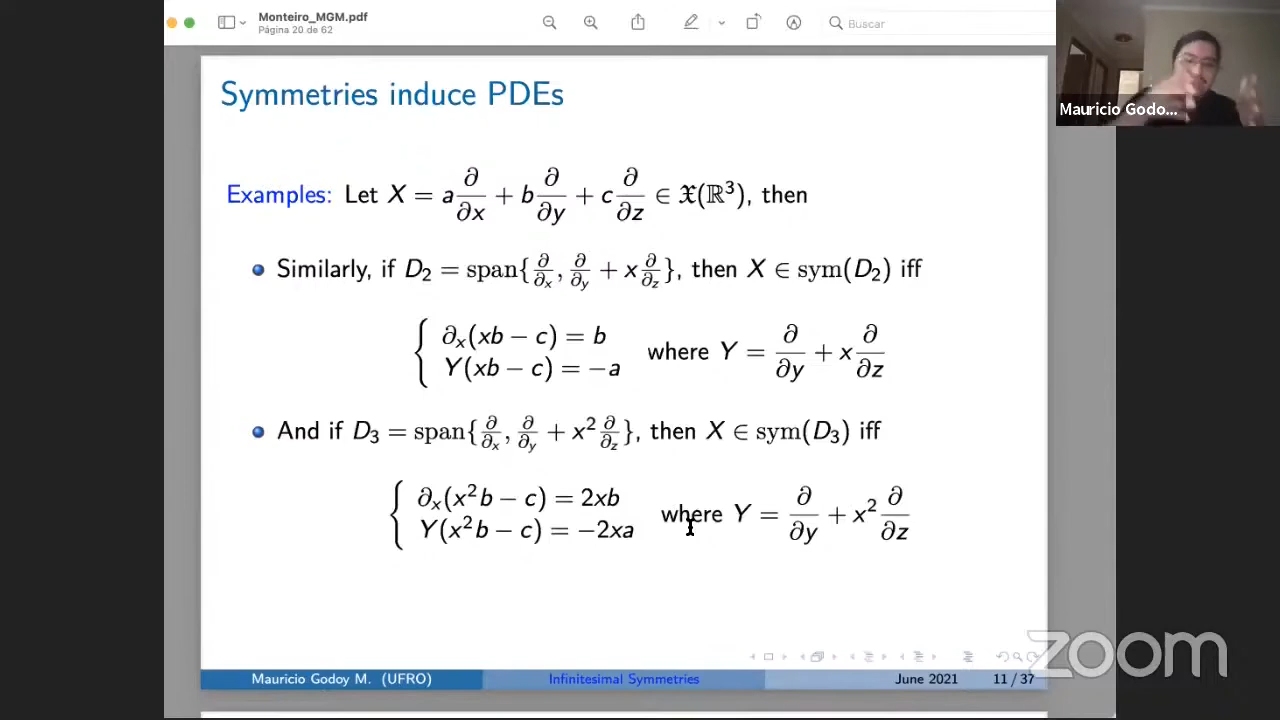 Monteiro_MGM.pdf
Página 20 de 62
Buscar
Mauricio Godo...
Symmetries induce PDEs
Examples: Let X = a ∂/∂x + b ∂/∂y + c ∂/∂z ∈ 𝔛(ℝ³), then
Similarly, if D₂ = span{∂/∂ₓ, ∂/∂ᵧ + x ∂/∂_z}, then X ∈ sym(D₂) iff
{ ∂ₓ(xb − c) = b
Y(xb − c) = −a
where Y = ∂/∂y + x ∂/∂z
And if D₃ = span{∂/∂ₓ, ∂/∂ᵧ + x² ∂/∂_z}, then X ∈ sym(D₃) iff
{ ∂ₓ(x²b − c) = 2xb
Y(x²b − c) = −2xa
where Y = ∂/∂y + x² ∂/∂z
zoom
Mauricio Godoy M. (UFRO)
Infinitesimal Symmetries
June 2021
11 / 37